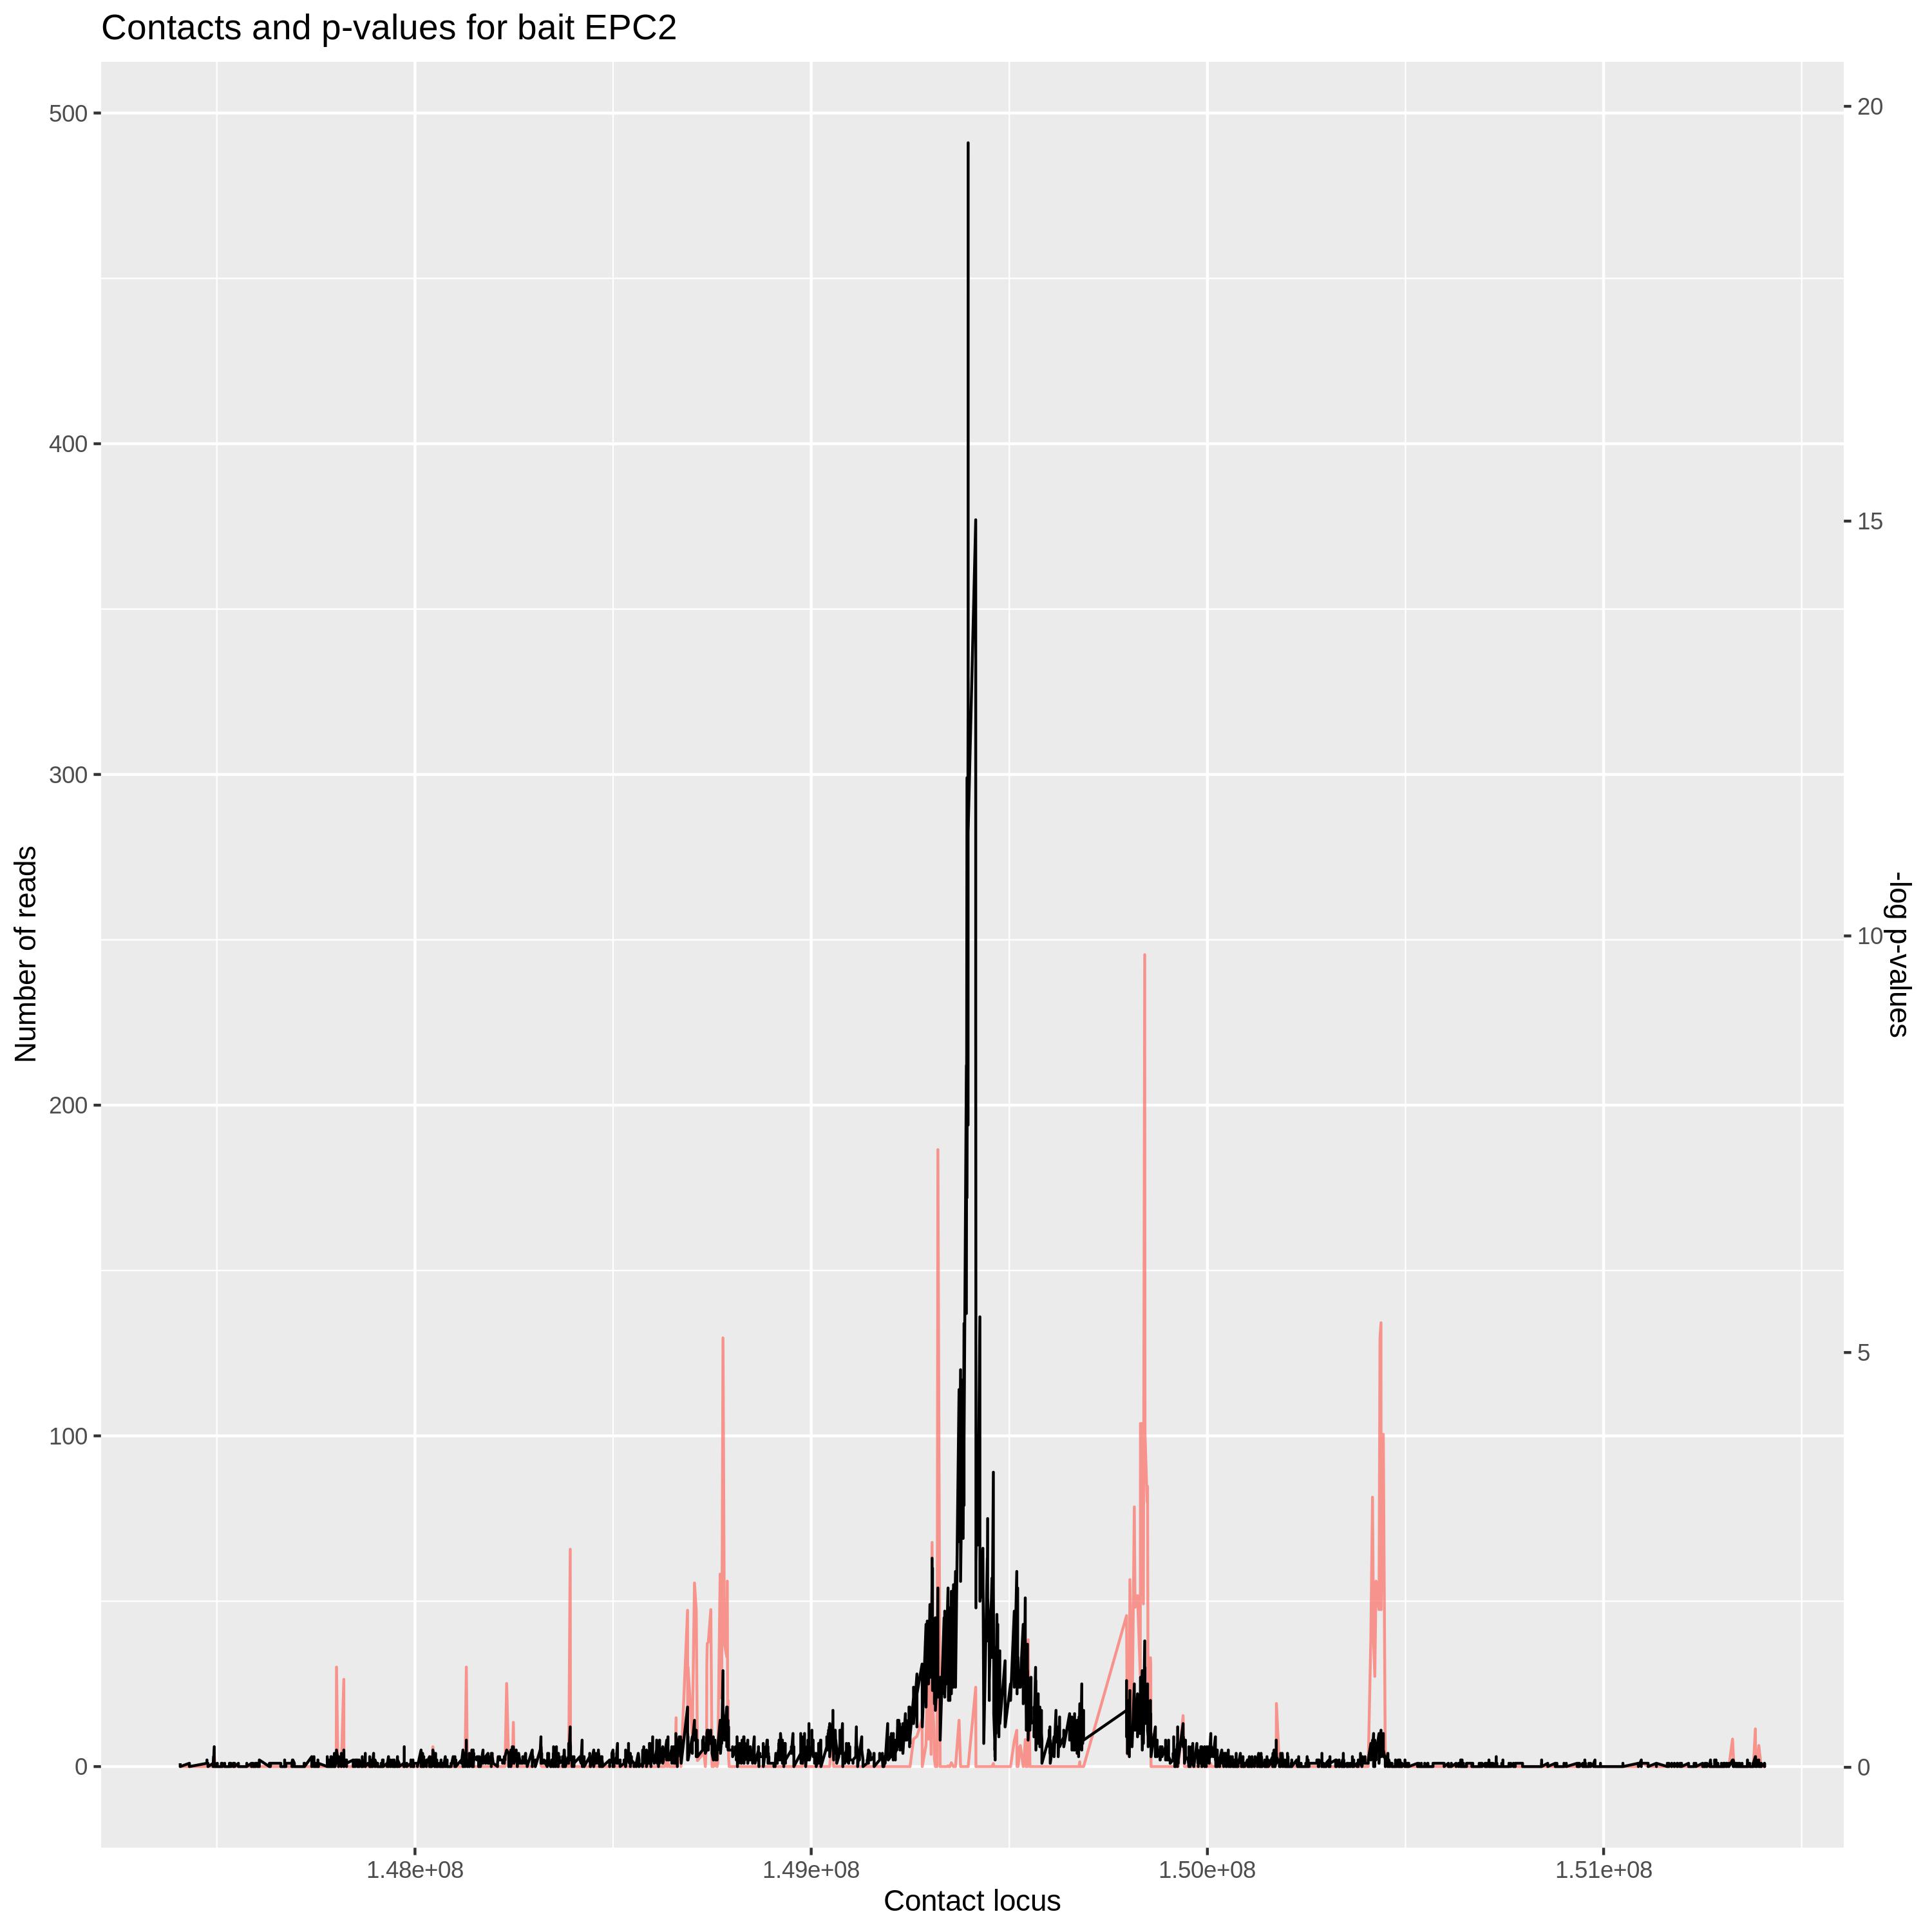 Contacts and p-values for bait EPC2
500
400
300
200
100
0
Number of reads
20
15
10
5
0
-log p-values
1.48e+08
1.49e+08
1.50e+08
1.51e+08
Contact locus